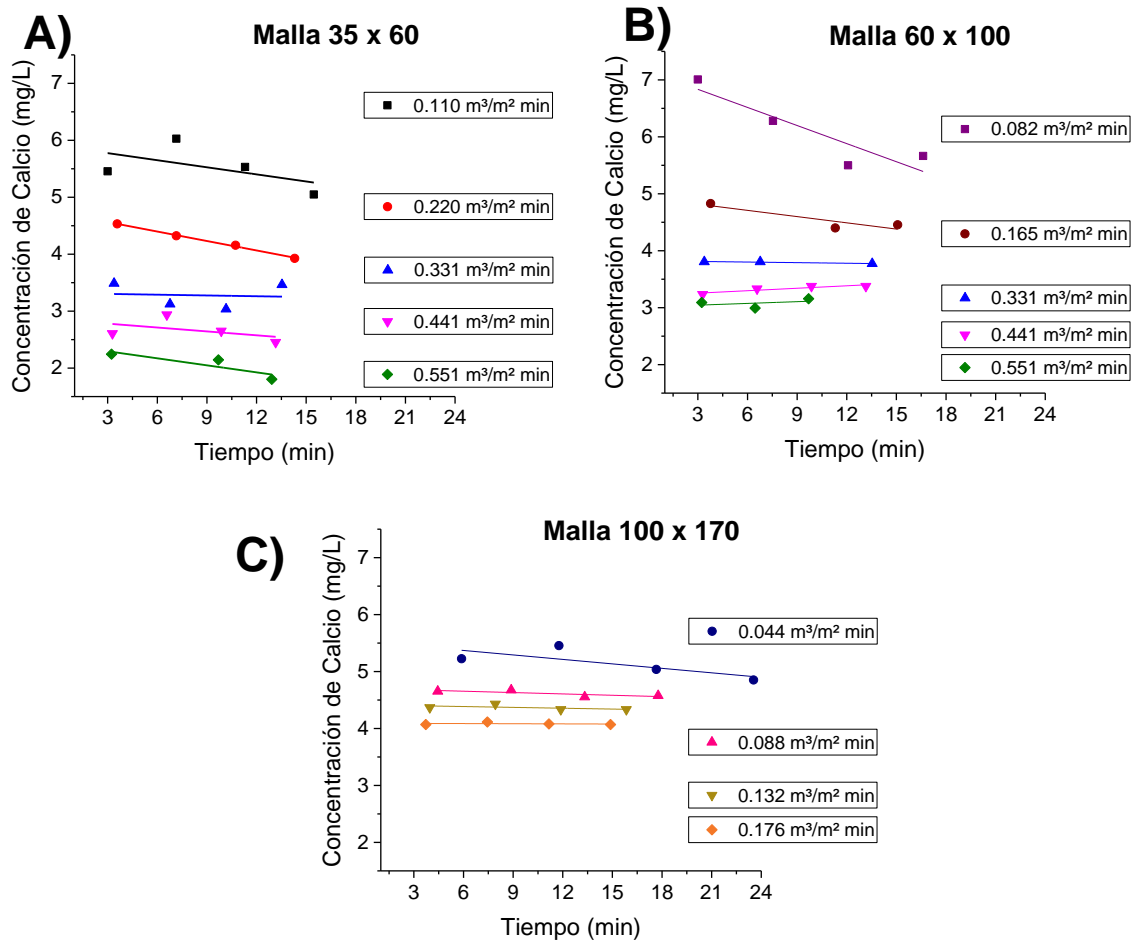 A)
Malla 35 x 60
Concentración de Calcio (mg/L)
7
6
5
4
3
2
0.110 m³/m² min
0.220 m³/m² min
0.331 m³/m² min
0.441 m³/m² min
0.551 m³/m² min
3 6 9 12 15 18 21 24
Tiempo (min)
B)
Malla 60 x 100
Concentración de Calcio (mg/L)
7
6
5
4
3
2
0.082 m³/m² min
0.165 m³/m² min
0.331 m³/m² min
0.441 m³/m² min
0.551 m³/m² min
3 6 9 12 15 18 21 24
Tiempo (min)
C)
Malla 100 x 170
Concentración de Calcio (mg/L)
7
6
5
4
3
2
0.044 m³/m² min
0.088 m³/m² min
0.132 m³/m² min
0.176 m³/m² min
3 6 9 12 15 18 21 24
Tiempo (min)